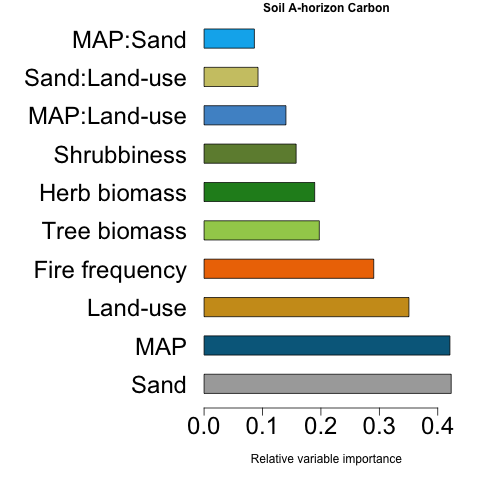 Soil A-horizon Carbon
MAP:Sand
Sand:Land-use
MAP:Land-use
Shrubbiness
Herb biomass
Tree biomass
Fire frequency
Land-use
MAP
Sand
0.0 0.1 0.2 0.3 0.4
Relative variable importance